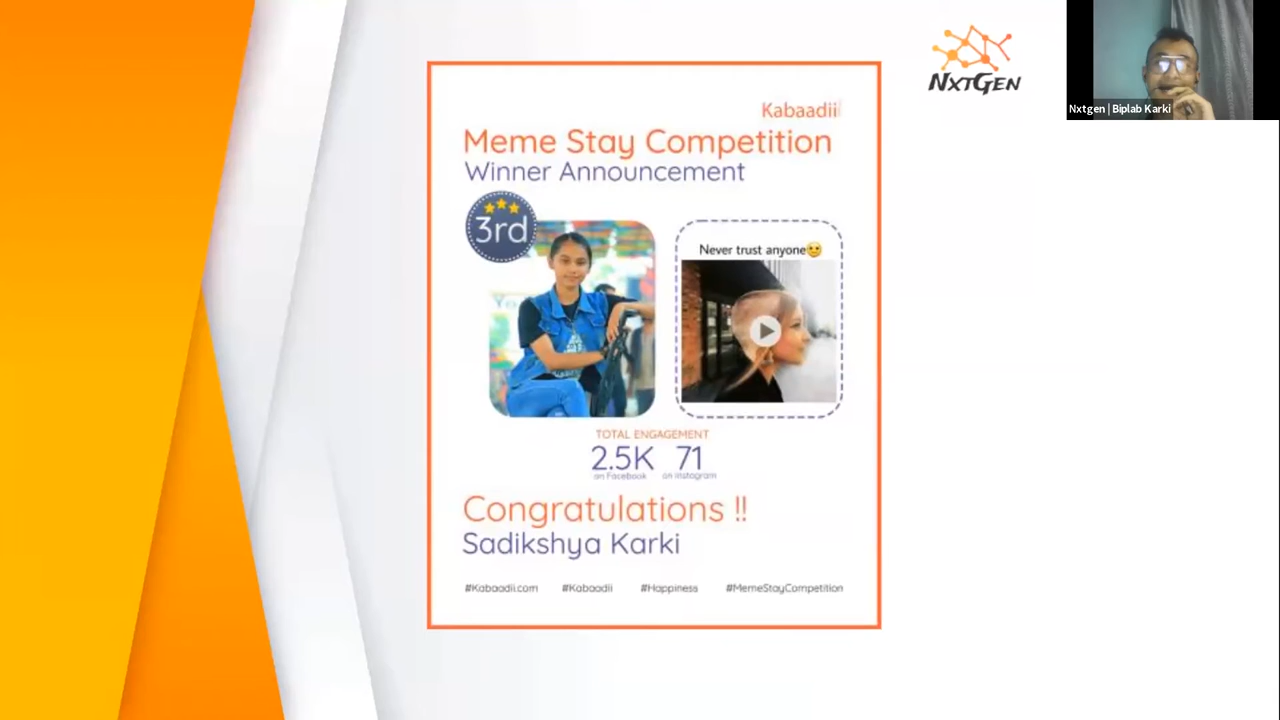 NxtGen
Nxtgen | Biplab Karki
Kabaadii
Meme Stay Competition
Winner Announcement
3rd
Never trust anyone
TOTAL ENGAGEMENT
2.5K 71
on Facebook on Instagram
Congratulations !!
Sadikshya Karki
#Kabaadii.com #Kabaadii #Happiness #MemeStayCompetition